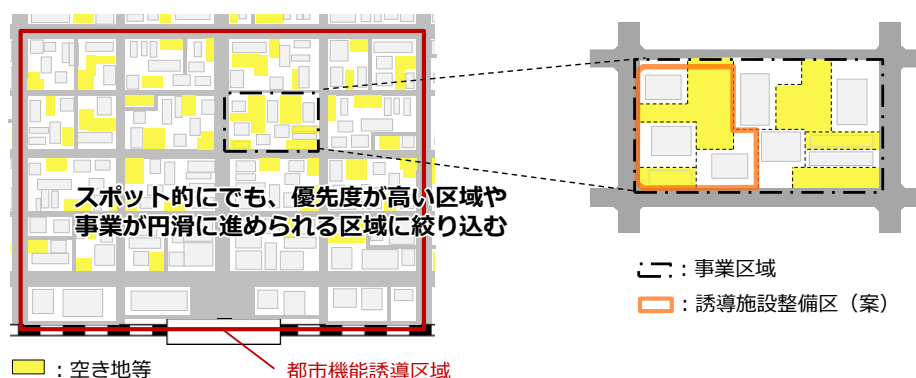 スポット的にでも、優先度が高い区域や
事業が円滑に進められる区域に絞り込む
：事業区域
：誘導施設整備区（案）
：空き地等
都市機能誘導区域